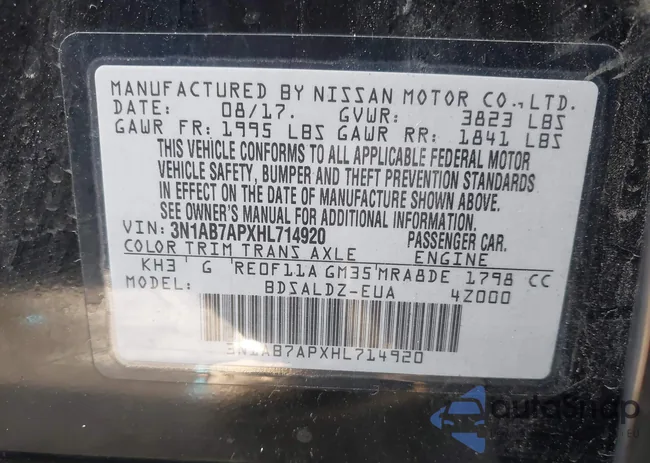 MANUFACTURED BY NISSAN MOTOR CO.,LTD.
DATE: 08/17. GVWR: 3823 LBS
GAWR FR: 1995 LBS GAWR RR: 1841 LBS
THIS VEHICLE CONFORMS TO ALL APPLICABLE FEDERAL MOTOR
VEHICLE SAFETY, BUMPER AND THEFT PREVENTION STANDARDS
IN EFFECT ON THE DATE OF MANUFACTURE SHOWN ABOVE.
SEE OWNER'S MANUAL FOR ADDITIONAL INFORMATION.
VIN: 3N1AB7APXHL714920 PASSENGER CAR.
COLOR TRIM TRANS AXLE ENGINE
KH3 G RE0F11A GM35 MRA8DE 1798 CC
MODEL: BDSALDZ-EUA 4Z000
3N1AB7APXHL714920
autoSnap